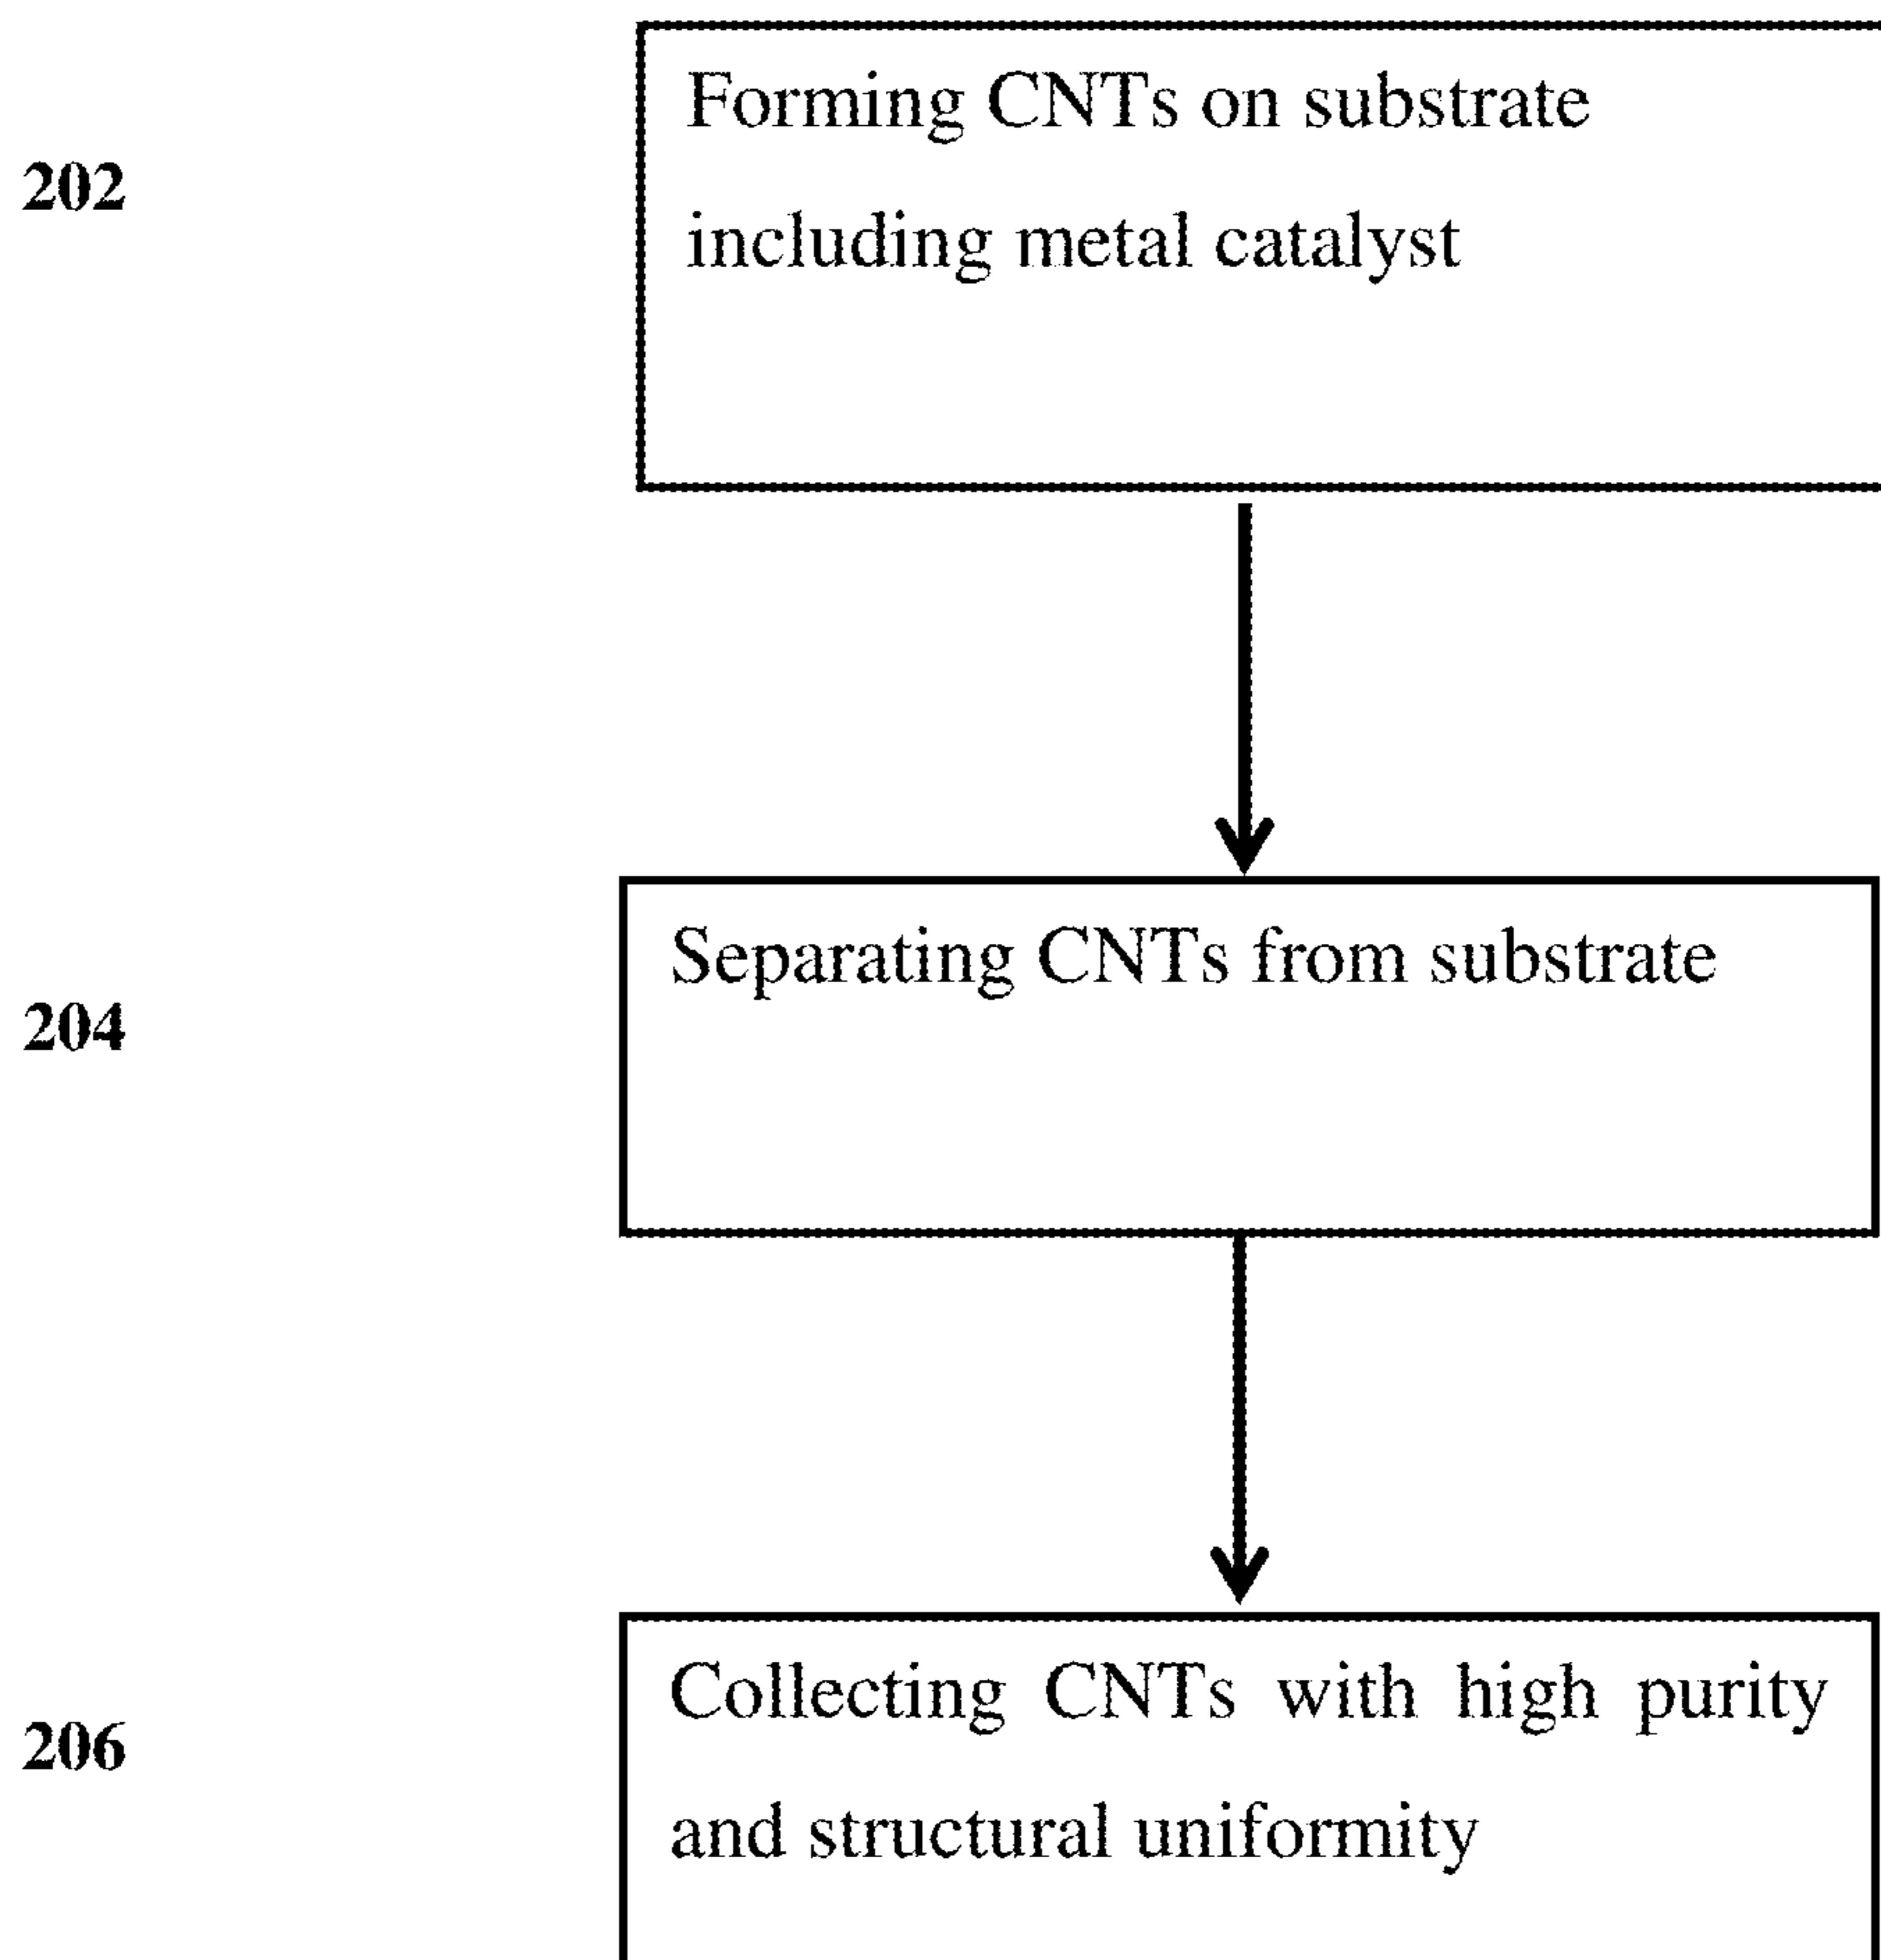 202
Forming CNTs on substrate
including metal catalyst
204
Separating CNTs from substrate
206
Collecting CNTs with high purity
and structural uniformity